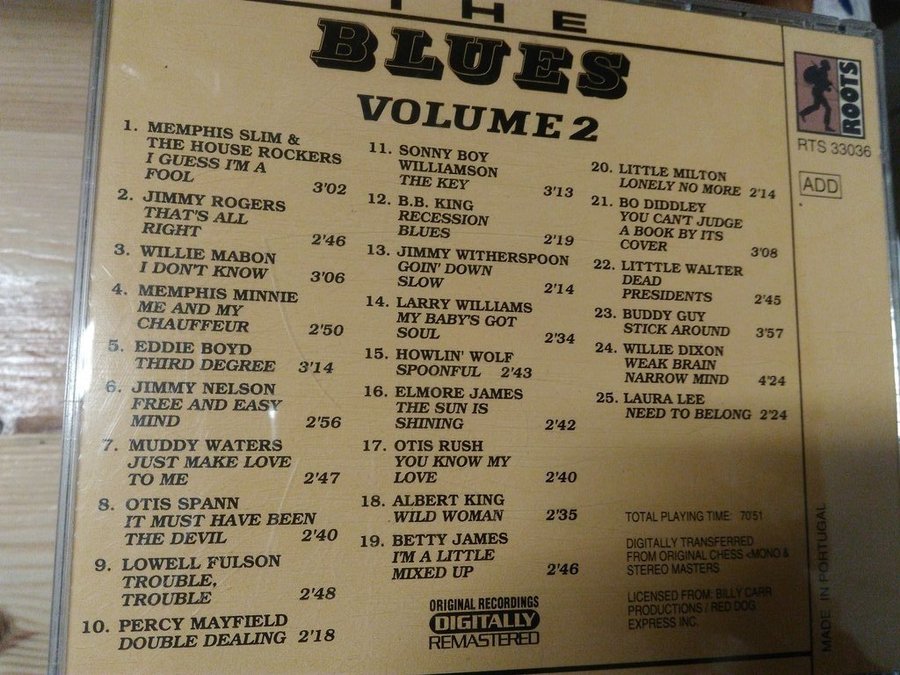 THE
BLUES
VOLUME 2
1. MEMPHIS SLIM &
THE HOUSE ROCKERS
I GUESS I'M A
FOOL 3'02
2. JIMMY ROGERS
THAT'S ALL
RIGHT 2'46
3. WILLIE MABON
I DON'T KNOW 3'06
4. MEMPHIS MINNIE
ME AND MY
CHAUFFEUR 2'50
5. EDDIE BOYD
THIRD DEGREE 3'14
6. JIMMY NELSON
FREE AND EASY
MIND 2'56
7. MUDDY WATERS
JUST MAKE LOVE
TO ME 2'47
8. OTIS SPANN
IT MUST HAVE BEEN
THE DEVIL 2'40
9. LOWELL FULSON
TROUBLE,
TROUBLE 2'48
10. PERCY MAYFIELD
DOUBLE DEALING 2'18
11. SONNY BOY
WILLIAMSON
THE KEY 3'13
12. B.B. KING
RECESSION
BLUES 2'19
13. JIMMY WITHERSPOON
GOIN' DOWN
SLOW 2'14
14. LARRY WILLIAMS
MY BABY'S GOT
SOUL 2'34
15. HOWLIN' WOLF
SPOONFUL 2'43
16. ELMORE JAMES
THE SUN IS
SHINING 2'42
17. OTIS RUSH
YOU KNOW MY
LOVE 2'40
18. ALBERT KING
WILD WOMAN 2'35
19. BETTY JAMES
I'M A LITTLE
MIXED UP 2'46
20. LITTLE MILTON
LONELY NO MORE 2'14
21. BO DIDDLEY
YOU CAN'T JUDGE
A BOOK BY ITS
COVER 3'08
22. LITTTLE WALTER
DEAD
PRESIDENTS 2'45
23. BUDDY GUY
STICK AROUND 3'57
24. WILLIE DIXON
WEAK BRAIN
NARROW MIND 4'24
25. LAURA LEE
NEED TO BELONG 2'24
TOTAL PLAYING TIME: 70'51
DIGITALLY TRANSFERRED
FROM ORIGINAL CHESS <MONO &
STEREO MASTERS
LICENSED FROM: BILLY CARR
PRODUCTIONS / RED DOG
EXPRESS INC.
ORIGINAL RECORDINGS
DIGITALLY
REMASTERED
ROOTS
RTS 33036
ADD
MADE IN PORTUGAL